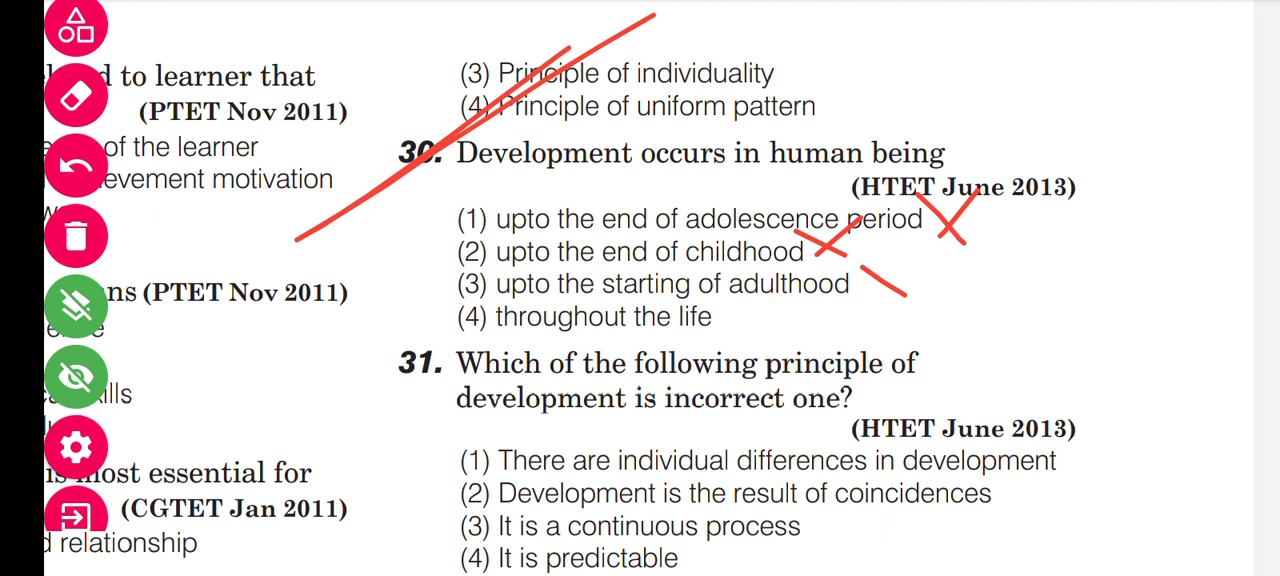 d to learner that
(PTET Nov 2011)
of the learner
evement motivation
ns (PTET Nov 2011)
ills
is most essential for
(CGTET Jan 2011)
d relationship
(3) Principle of individuality
(4) Principle of uniform pattern
30. Development occurs in human being
(HTET June 2013)
(1) upto the end of adolescence period
(2) upto the end of childhood
(3) upto the starting of adulthood
(4) throughout the life
31. Which of the following principle of
development is incorrect one?
(HTET June 2013)
(1) There are individual differences in development
(2) Development is the result of coincidences
(3) It is a continuous process
(4) It is predictable